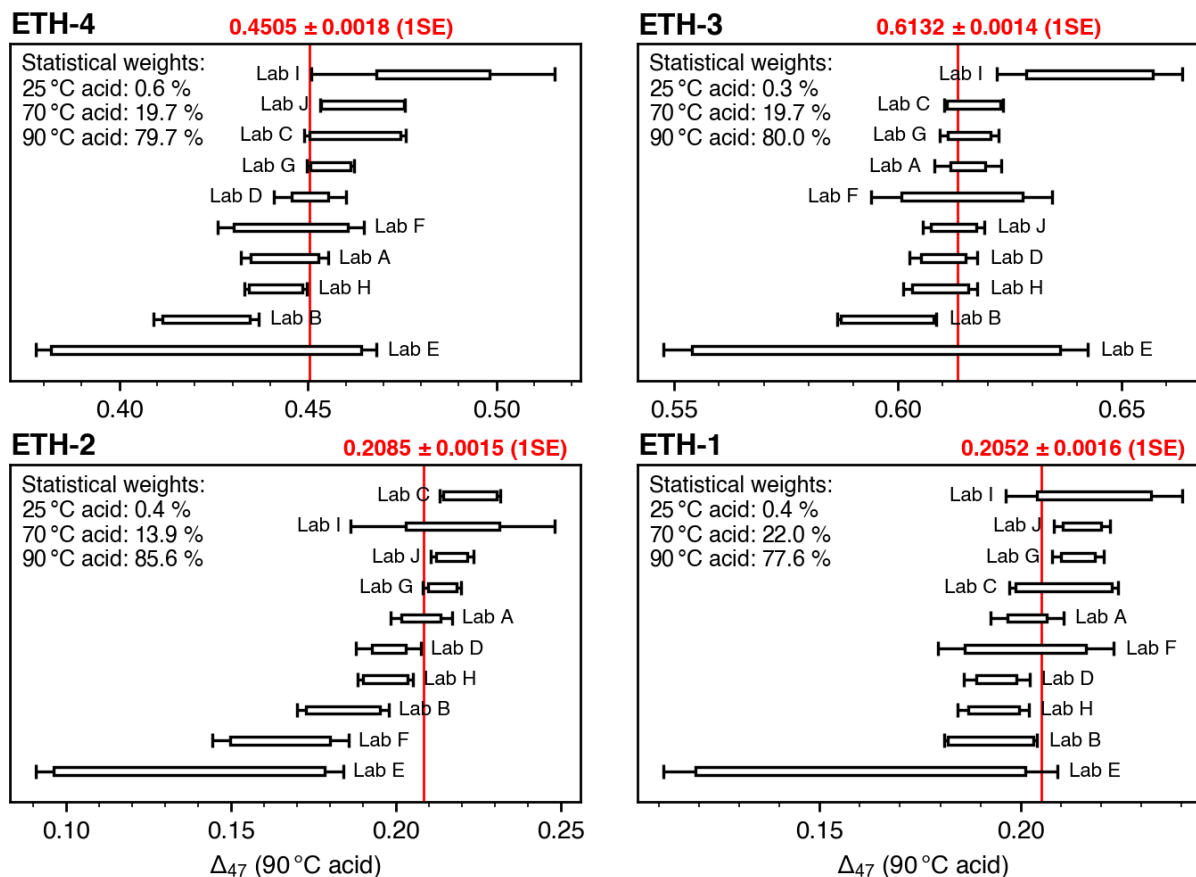 ETH-4
0.4505 ± 0.0018 (1SE)
Statistical weights:
25 °C acid: 0.6 %
70 °C acid: 19.7 %
90 °C acid: 79.7 %
Lab I
Lab J
Lab C
Lab G
Lab D
Lab F
Lab A
Lab H
Lab B
Lab E
0.40
0.45
0.50
ETH-3
0.6132 ± 0.0014 (1SE)
Statistical weights:
25 °C acid: 0.3 %
70 °C acid: 19.7 %
90 °C acid: 80.0 %
Lab I
Lab C
Lab G
Lab A
Lab F
Lab J
Lab D
Lab H
Lab B
Lab E
0.55
0.60
0.65
ETH-2
0.2085 ± 0.0015 (1SE)
Statistical weights:
25 °C acid: 0.4 %
70 °C acid: 13.9 %
90 °C acid: 85.6 %
Lab C
Lab I
Lab J
Lab G
Lab A
Lab D
Lab H
Lab B
Lab F
Lab E
0.10
0.15
0.20
0.25
Δ47 (90 °C acid)
ETH-1
0.2052 ± 0.0016 (1SE)
Statistical weights:
25 °C acid: 0.4 %
70 °C acid: 22.0 %
90 °C acid: 77.6 %
Lab I
Lab J
Lab G
Lab C
Lab A
Lab F
Lab D
Lab H
Lab B
Lab E
0.15
0.20
Δ47 (90 °C acid)